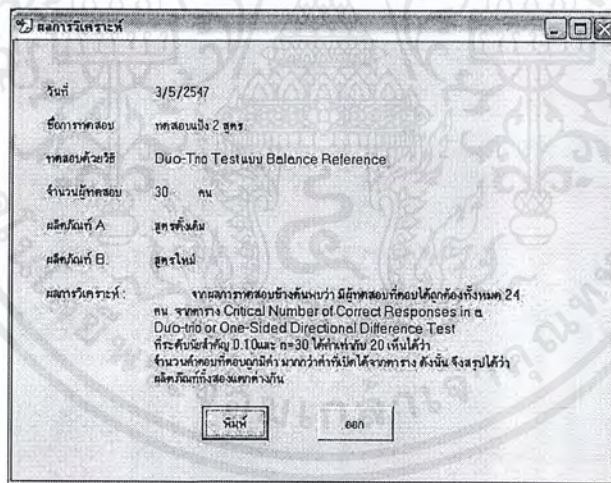 ผลการวิเคราะห์
วันที่ 3/5/2547
ชื่อการทดสอบ ทดสอบแป้ง 2 สูตร
ทดสอบด้วยวิธี Duo-Trio Testแบบ Balance Reference
จำนวนผู้ทดสอบ 30 คน
ผลิตภัณฑ์ A สูตรดั้งเดิม
ผลิตภัณฑ์ B. สูตรใหม่
ผลการวิเคราะห์ : จากผลการทดสอบข้างต้นพบว่า มีผู้ทดสอบที่ตอบได้ถูกต้องทั้งหมด 24
คน จากตาราง Critical Number of Correct Responses in a
Duo-trio or One-Sided Directional Difference Test
ที่ระดับนัยสำคัญ 0.10และ n=30 ได้ค่าเท่ากับ 20 เห็นได้ว่า
จำนวนคำตอบที่ตอบถูกมีค่า มากกว่าค่าที่เปิดได้จากตาราง ดังนั้น จึงสรุปได้ว่า
ผลิตภัณฑ์ทั้งสองแตกต่างกัน
พิมพ์ ออก